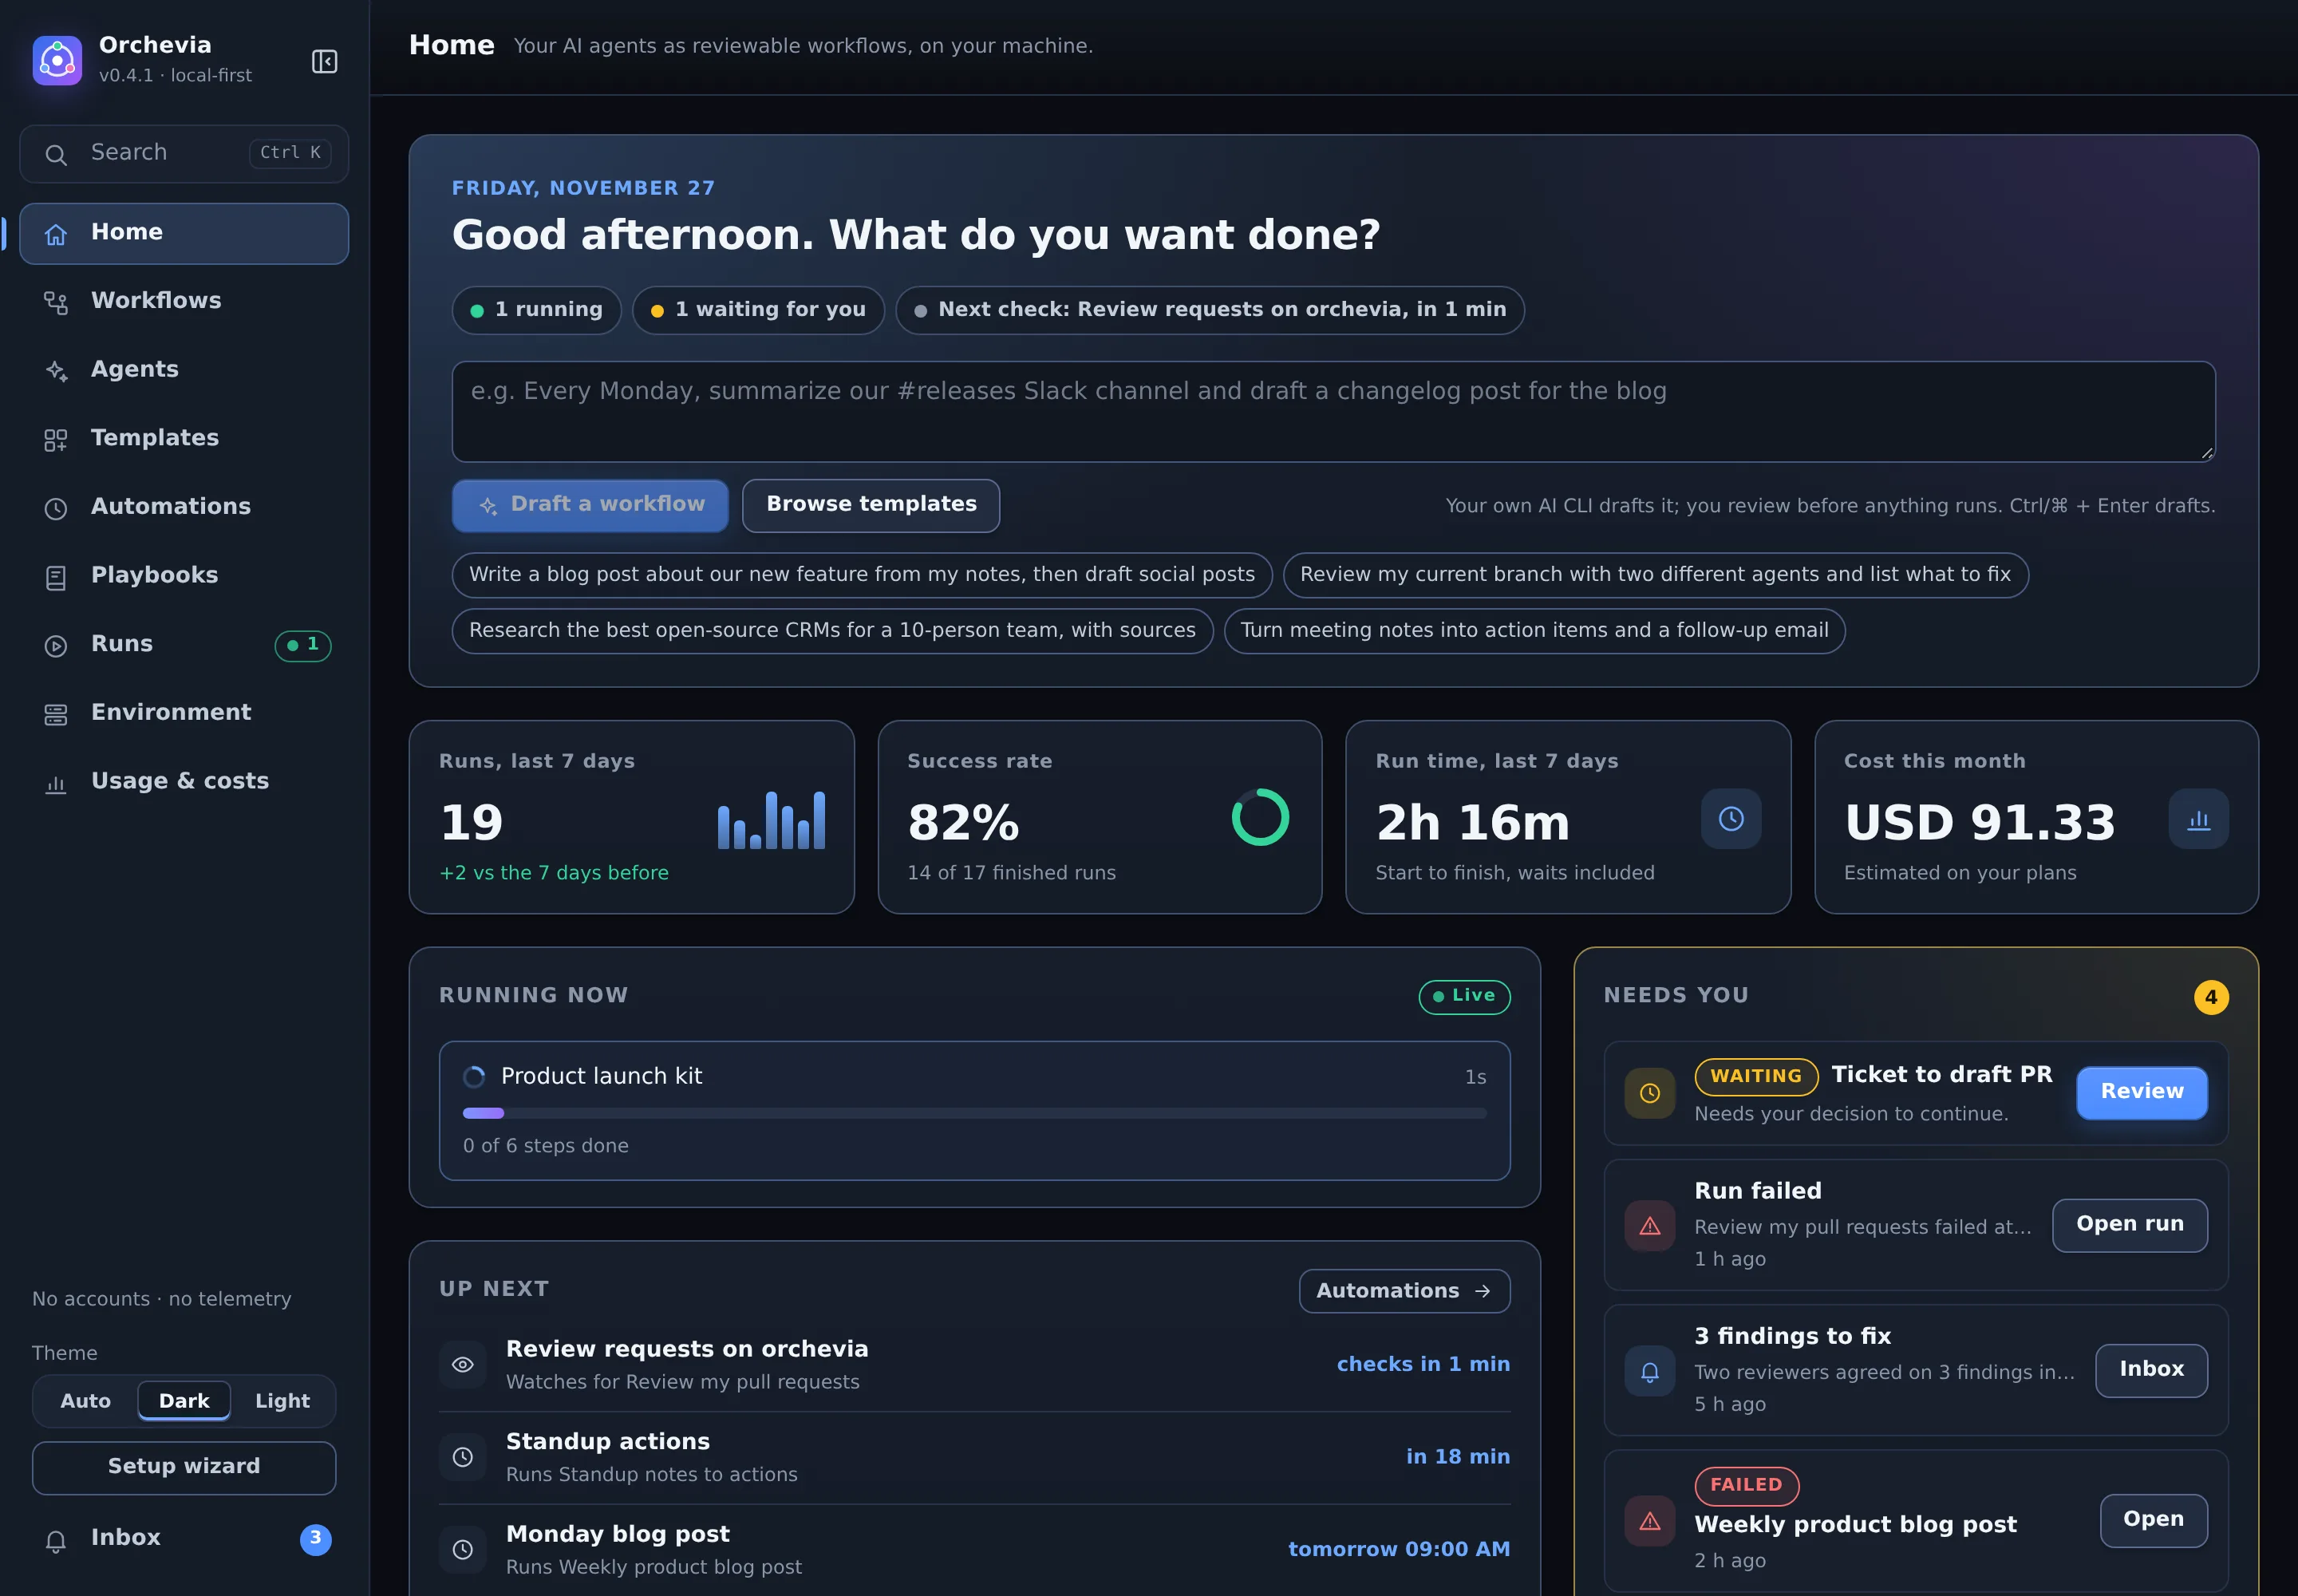 Orchevia
v0.4.1 · local-first
Search
Ctrl K
Home
Workflows
Agents
Templates
Automations
Playbooks
Runs
1
Environment
Usage & costs
No accounts · no telemetry
Theme
Auto
Dark
Light
Setup wizard
Inbox
3
Home
Your AI agents as reviewable workflows, on your machine.
FRIDAY, NOVEMBER 27
Good afternoon. What do you want done?
1 running
1 waiting for you
Next check: Review requests on orchevia, in 1 min
e.g. Every Monday, summarize our #releases Slack channel and draft a changelog post for the blog
Draft a workflow
Browse templates
Your own AI CLI drafts it; you review before anything runs. Ctrl/⌘ + Enter drafts.
Write a blog post about our new feature from my notes, then draft social posts
Review my current branch with two different agents and list what to fix
Research the best open-source CRMs for a 10-person team, with sources
Turn meeting notes into action items and a follow-up email
Runs, last 7 days
19
+2 vs the 7 days before
Success rate
82%
14 of 17 finished runs
Run time, last 7 days
2h 16m
Start to finish, waits included
Cost this month
USD 91.33
Estimated on your plans
RUNNING NOW
Live
Product launch kit
1s
0 of 6 steps done
UP NEXT
Automations →
Review requests on orchevia
Watches for Review my pull requests
checks in 1 min
Standup actions
Runs Standup notes to actions
in 18 min
Monday blog post
Runs Weekly product blog post
tomorrow 09:00 AM
NEEDS YOU
4
WAITING
Ticket to draft PR
Needs your decision to continue.
Review
Run failed
Review my pull requests failed at…
1 h ago
Open run
3 findings to fix
Two reviewers agreed on 3 findings in…
5 h ago
Inbox
FAILED
Weekly product blog post
2 h ago
Open